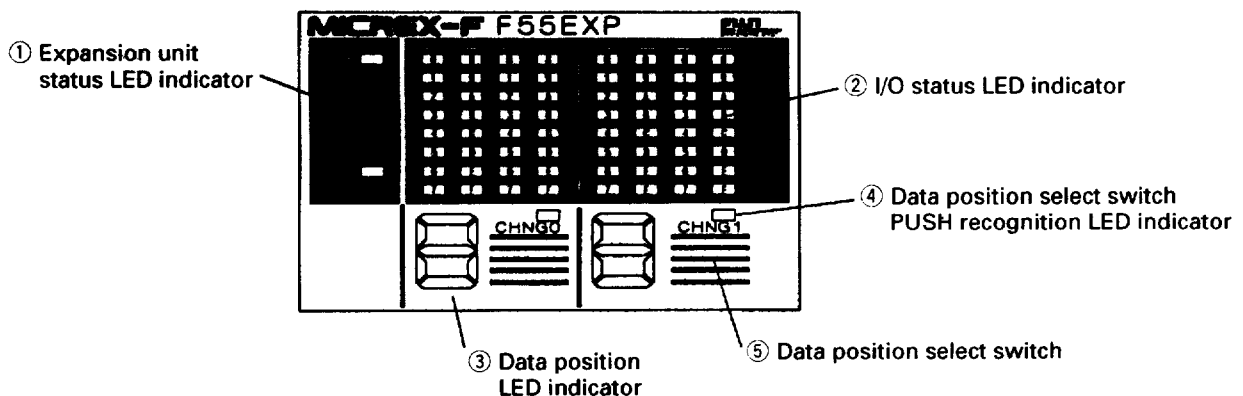 MICREX-F F55EXP
① Expansion unit
status LED indicator
② I/O status LED indicator
④ Data position select switch
PUSH recognition LED indicator
CHNG0
CHNG1
③ Data position
LED indicator
⑤ Data position select switch